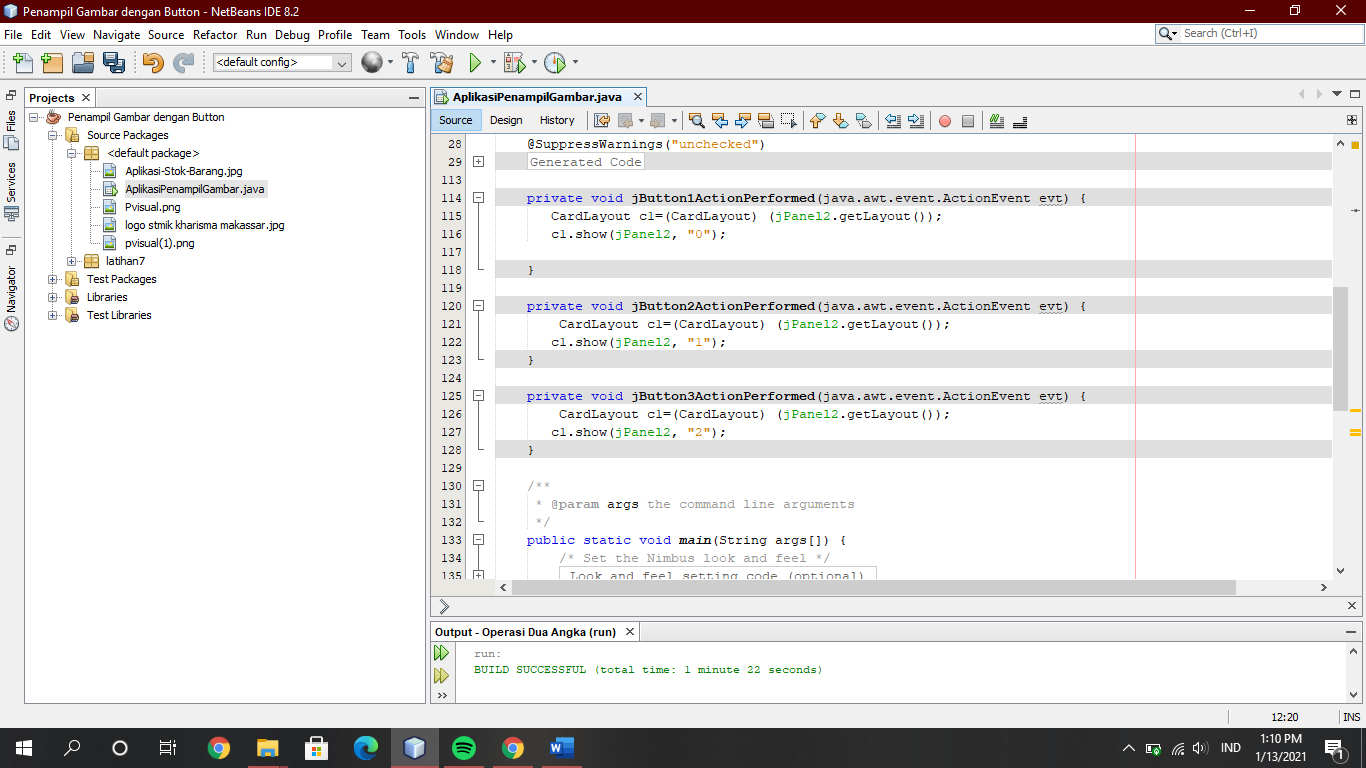 Penampil Gambar dengan Button - NetBeans IDE 8.2
File Edit View Navigate Source Refactor Run Debug Profile Team Tools Window Help
Search (Ctrl+I)
<default config>
Files
Services
Navigator
Projects
Penampil Gambar dengan Button
Source Packages
<default package>
Aplikasi-Stok-Barang.jpg
AplikasiPenampilGambar.java
Pvisual.png
logo stmik kharisma makassar.jpg
pvisual(1).png
latihan7
Test Packages
Libraries
Test Libraries
AplikasiPenampilGambar.java
Source Design History
28 @SuppressWarnings("unchecked")
29 Generated Code
113
114 private void jButton1ActionPerformed(java.awt.event.ActionEvent evt) {
115 CardLayout cl=(CardLayout) (jPanel2.getLayout());
116 cl.show(jPanel2, "0");
117
118 }
119
120 private void jButton2ActionPerformed(java.awt.event.ActionEvent evt) {
121 CardLayout cl=(CardLayout) (jPanel2.getLayout());
122 cl.show(jPanel2, "1");
123 }
124
125 private void jButton3ActionPerformed(java.awt.event.ActionEvent evt) {
126 CardLayout cl=(CardLayout) (jPanel2.getLayout());
127 cl.show(jPanel2, "2");
128 }
129
130 /**
131 * @param args the command line arguments
132 */
133 public static void main(String args[]) {
134 /* Set the Nimbus look and feel */
135 Look and feel setting code (optional)
Output - Operasi Dua Angka (run)
run:
BUILD SUCCESSFUL (total time: 1 minute 22 seconds)
12:20 INS
IND
1:10 PM
1/13/2021
1